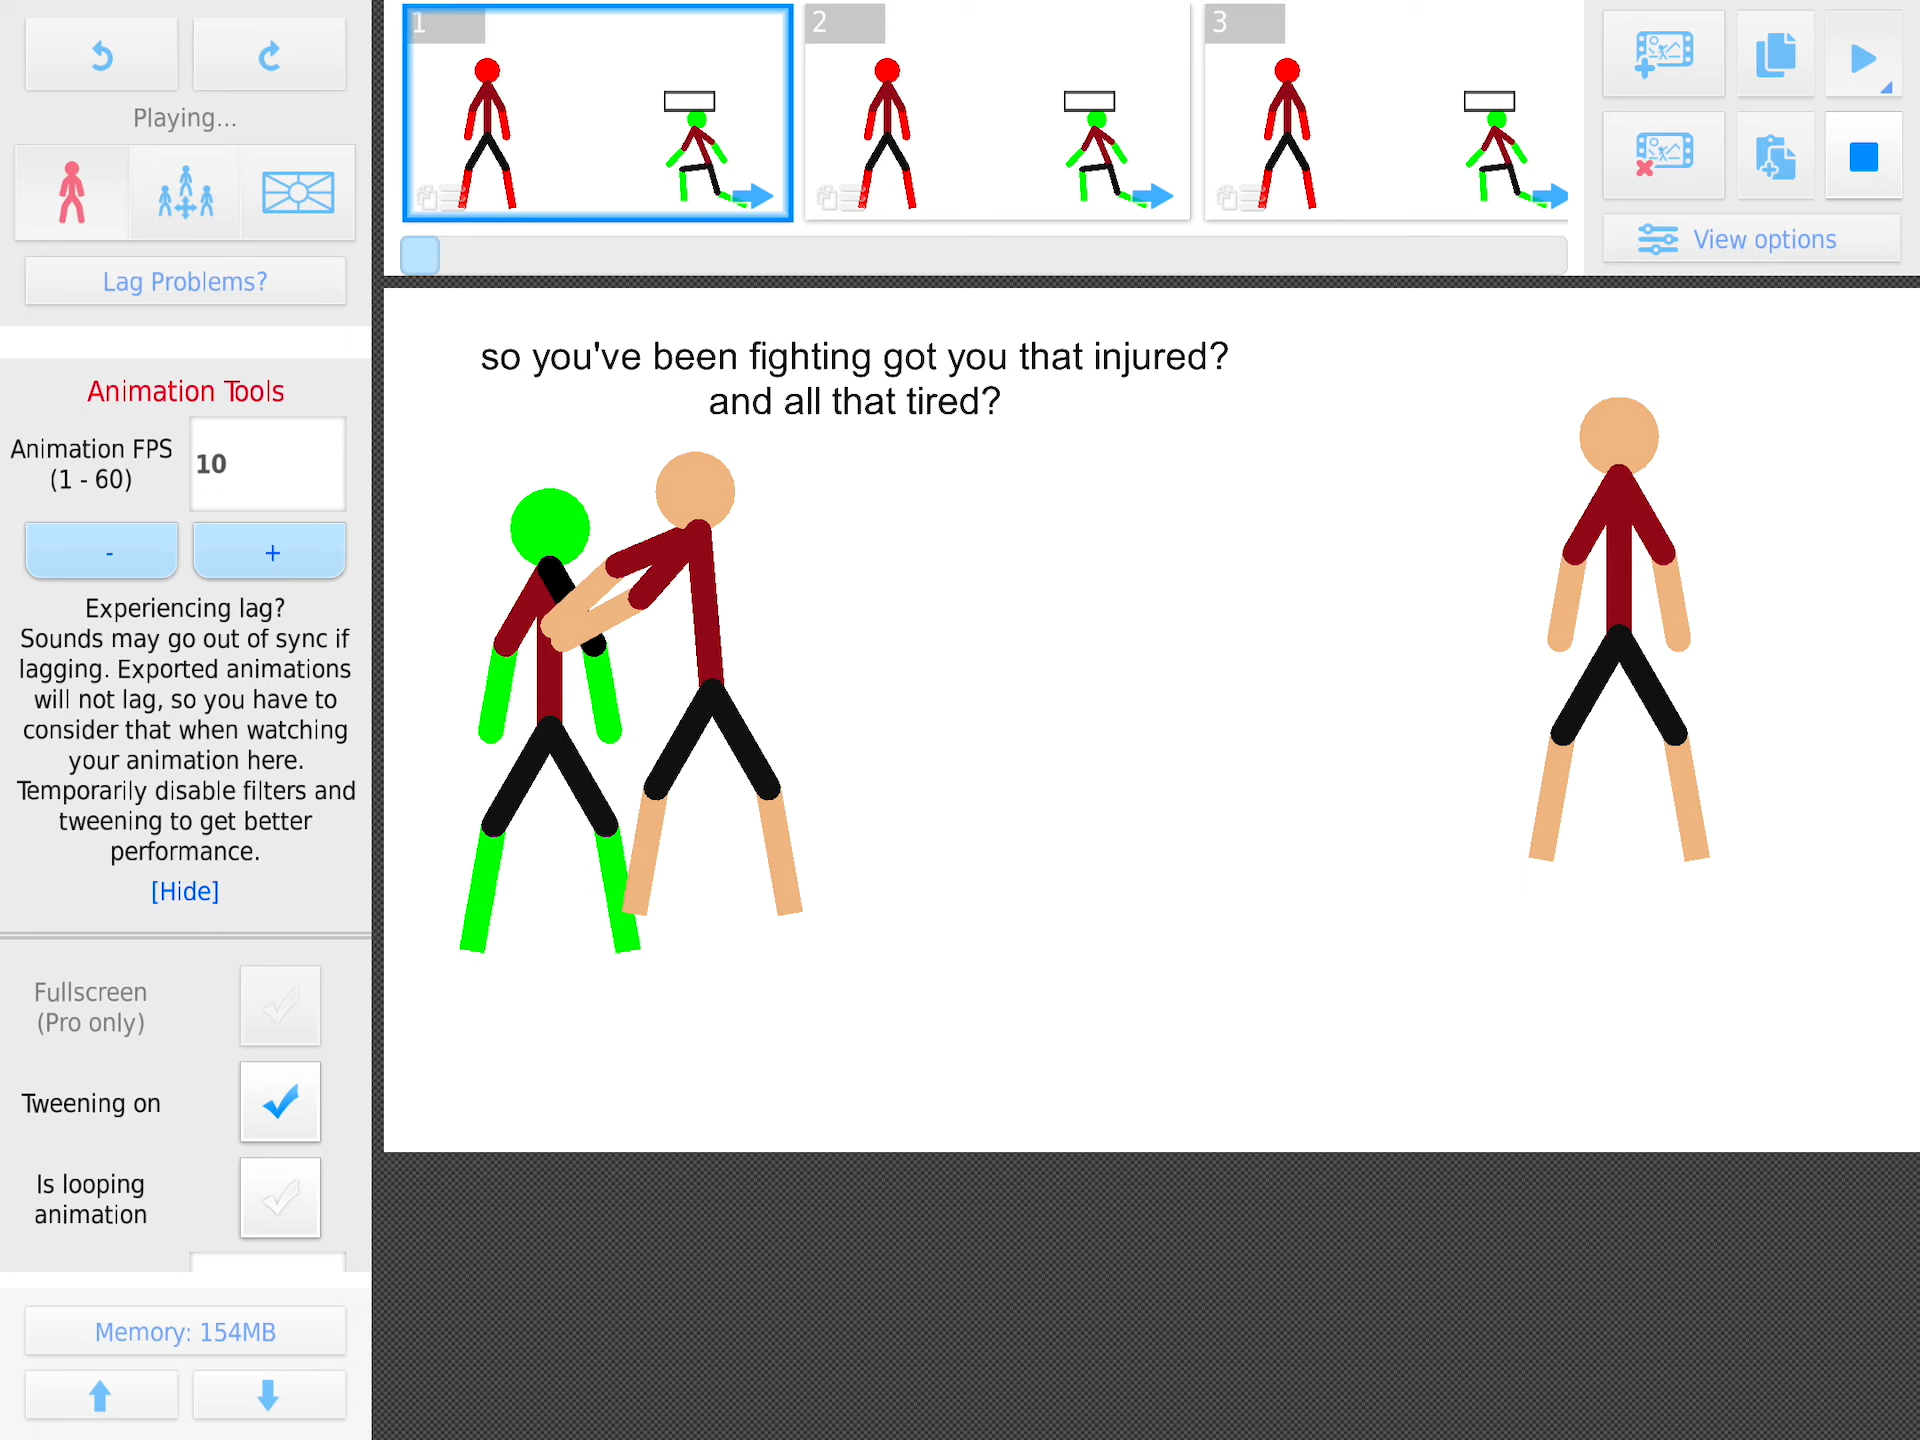 Playing...
Lag Problems?
Animation Tools
Animation FPS
(1 - 60)
10
-
+
Experiencing lag?
Sounds may go out of sync if
lagging. Exported animations
will not lag, so you have to
consider that when watching
your animation here.
Temporarily disable filters and
tweening to get better
performance.
[Hide]
Fullscreen
(Pro only)
Tweening on
Is looping
animation
Memory: 154MB
1
2
3
View options
so you've been fighting got you that injured?
and all that tired?